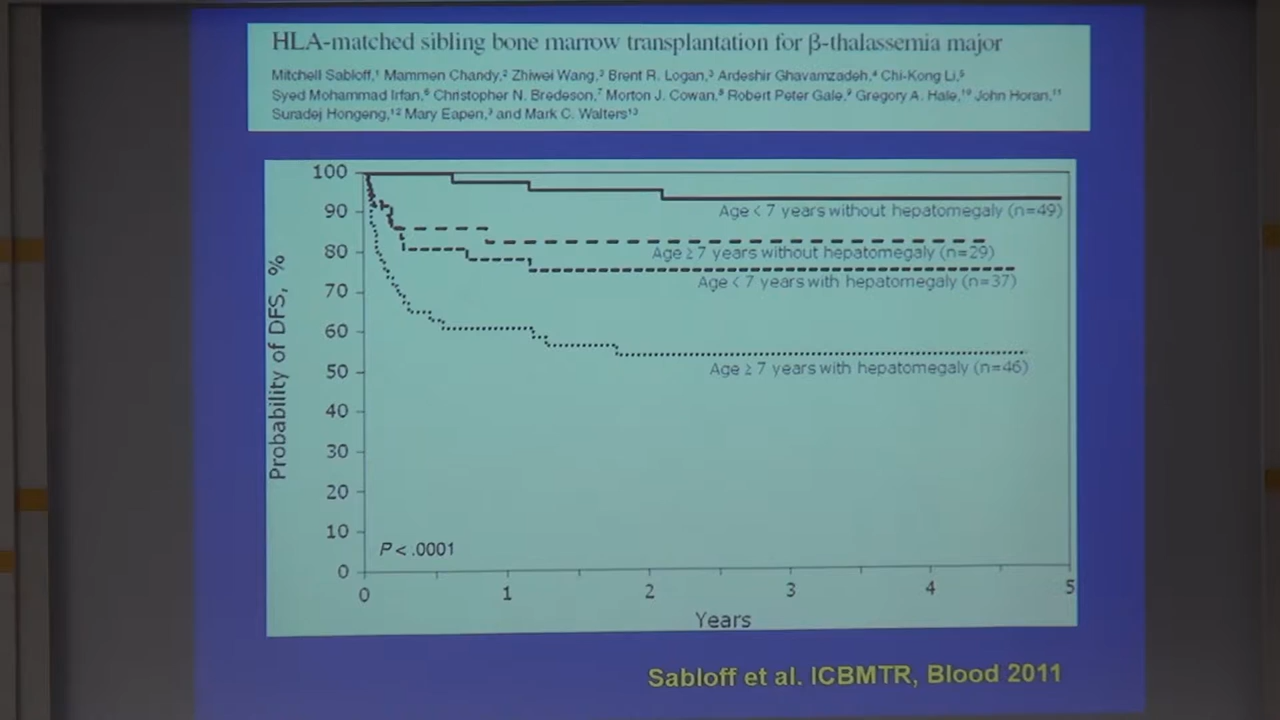 HLA-matched sibling bone marrow transplantation for β-thalassemia major
Mitchell Sabloff,¹ Mammen Chandy,² Zhiwei Wang,³ Brent R. Logan,³ Ardeshir Ghavamzadeh,⁴ Chi-Kong Li,⁵
Syed Mohammad Irfan,⁶ Christopher N. Bredeson,⁷ Morton J. Cowan,⁸ Robert Peter Gale,⁹ Gregory A. Hale,¹⁰ John Horan,¹¹
Suradej Hongeng,¹² Mary Eapen,³ and Mark C. Walters¹³
Probability of DFS, %
100
90
80
70
60
50
40
30
20
10
0
Age < 7 years without hepatomegaly (n=49)
Age ≥ 7 years without hepatomegaly (n=29)
Age < 7 years with hepatomegaly (n=37)
Age ≥ 7 years with hepatomegaly (n=46)
P < .0001
0 1 2 3 4 5
Years
Sabloff et al. ICBMTR, Blood 2011